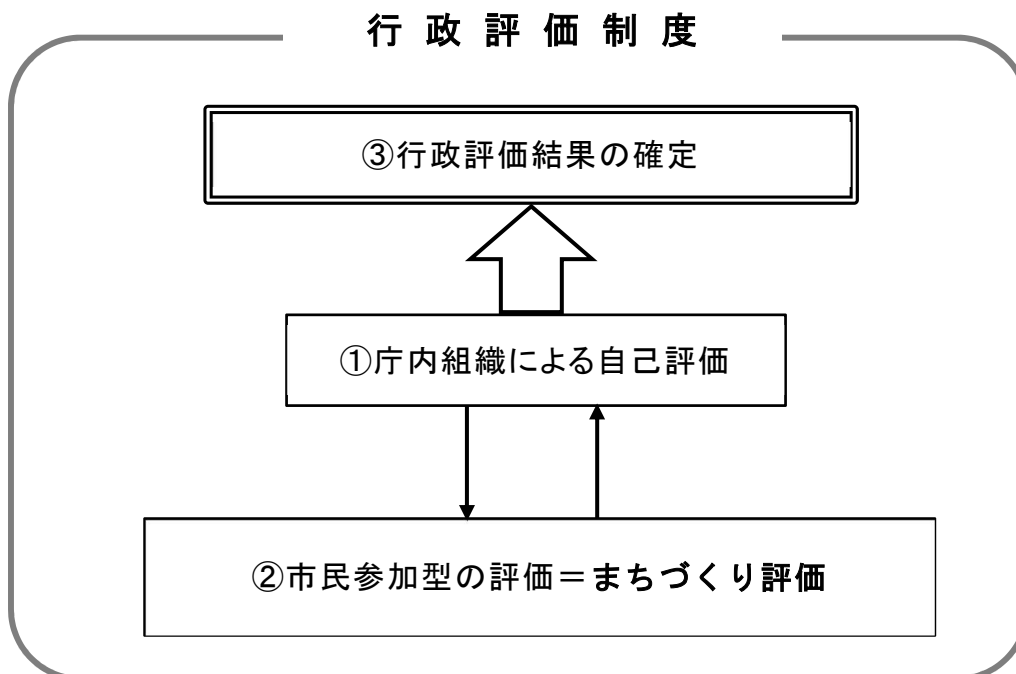 行政評価制度
③行政評価結果の確定
①庁内組織による自己評価
②市民参加型の評価＝まちづくり評価